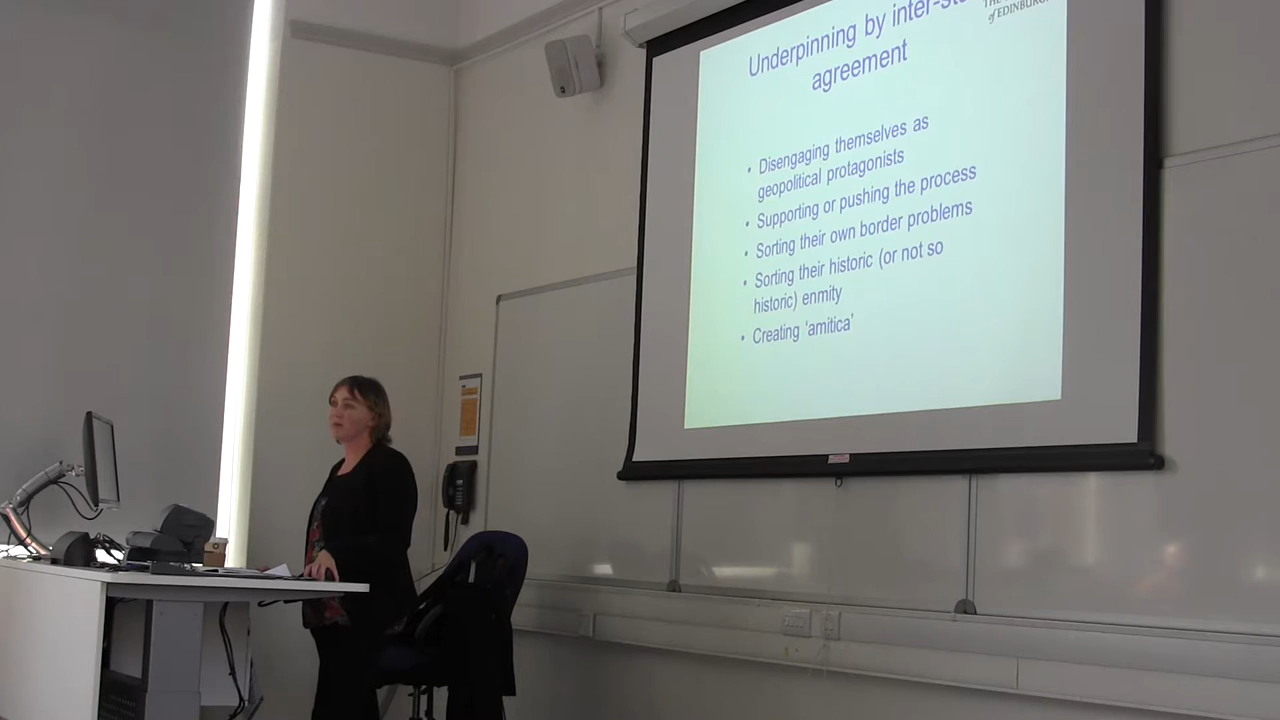 Underpinning by inter-st
agreement
of EDINBURG
• Disengaging themselves as
geopolitical protagonists
• Supporting or pushing the process
• Sorting their own border problems
• Sorting their historic (or not so
historic) enmity
• Creating ‘amitica’